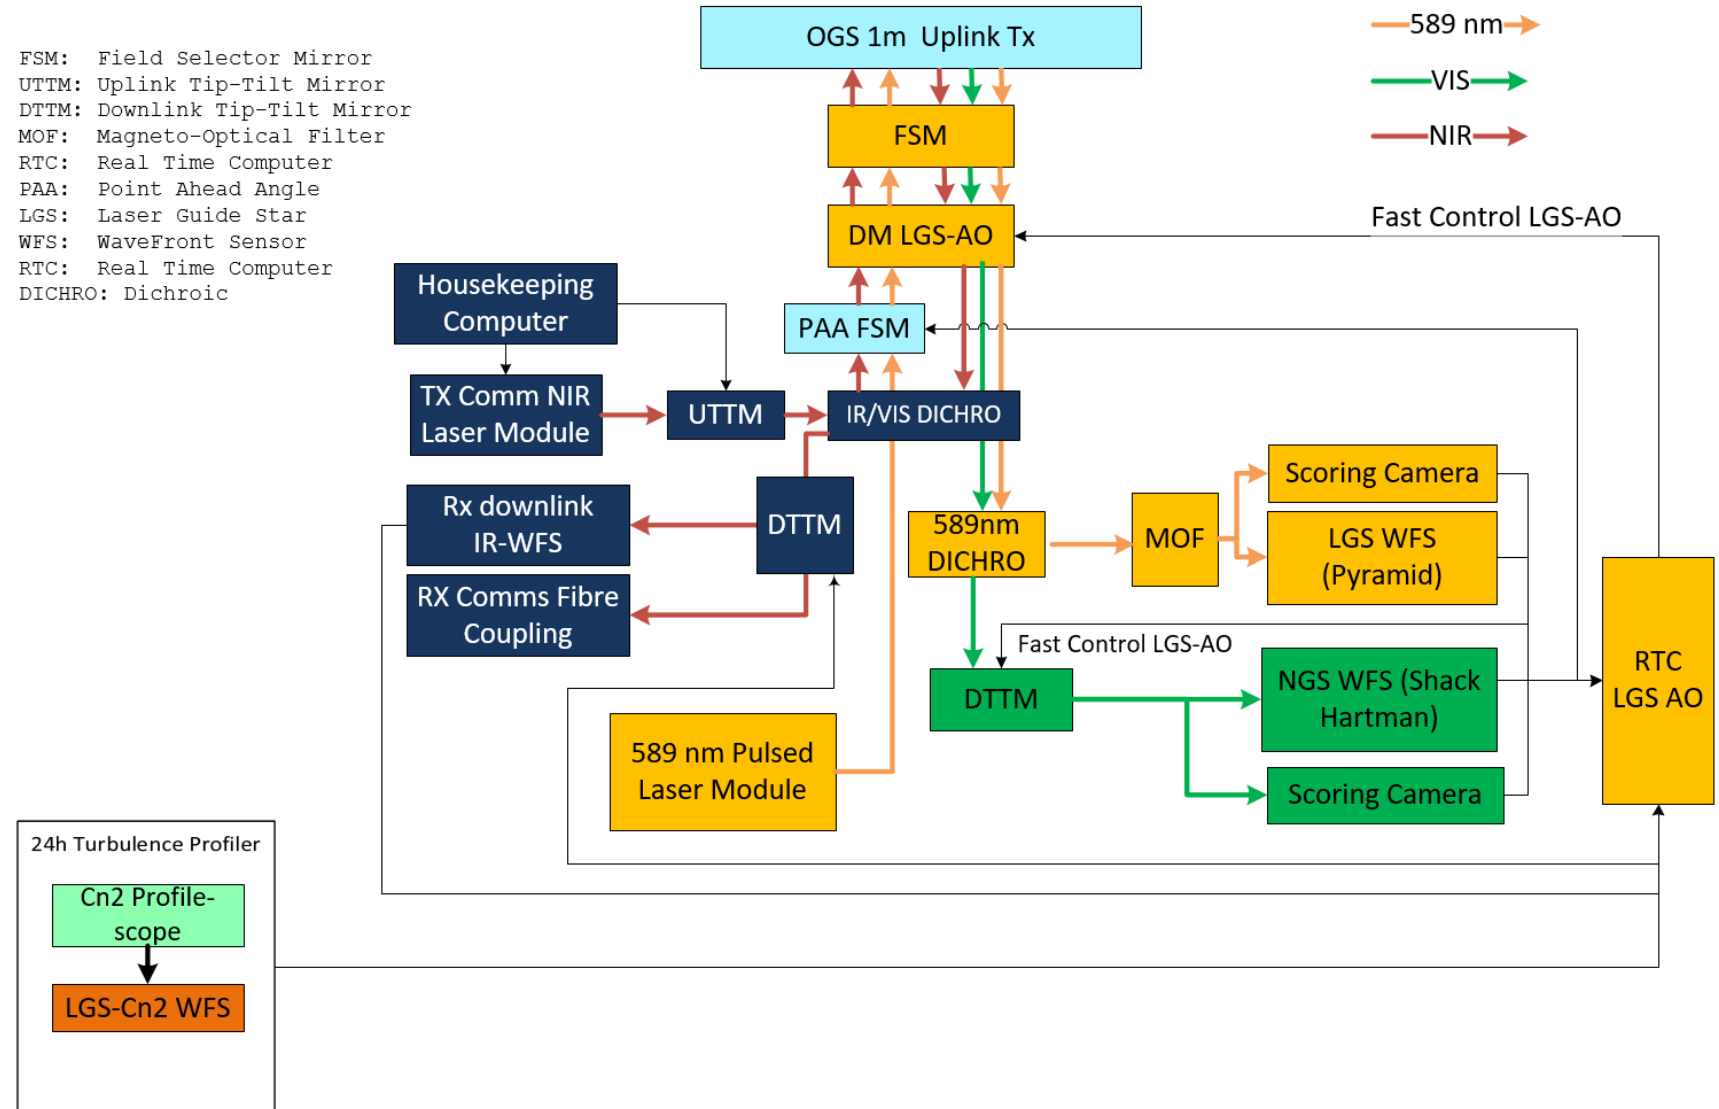 OGS 1m  Uplink Tx
589 nm
VIS
NIR
FSM:  Field Selector Mirror
UTTM: Uplink Tip-Tilt Mirror
DTTM: Downlink Tip-Tilt Mirror
MOF:  Magneto-Optical Filter
RTC:  Real Time Computer
PAA:  Point Ahead Angle
LGS:  Laser Guide Star
WFS:  WaveFront Sensor
RTC:  Real Time Computer
DICHRO: Dichroic
FSM
DM LGS-AO
Fast Control LGS-AO
Housekeeping
Computer
PAA FSM
TX Comm NIR
Laser Module
UTTM
IR/VIS DICHRO
Rx downlink
IR-WFS
DTTM
RX Comms Fibre
Coupling
589nm
DICHRO
MOF
Scoring Camera
LGS WFS
(Pyramid)
Fast Control LGS-AO
DTTM
NGS WFS (Shack
Hartman)
Scoring Camera
RTC
LGS AO
589 nm Pulsed
Laser Module
24h Turbulence Profiler
Cn2 Profile-
scope
LGS-Cn2 WFS